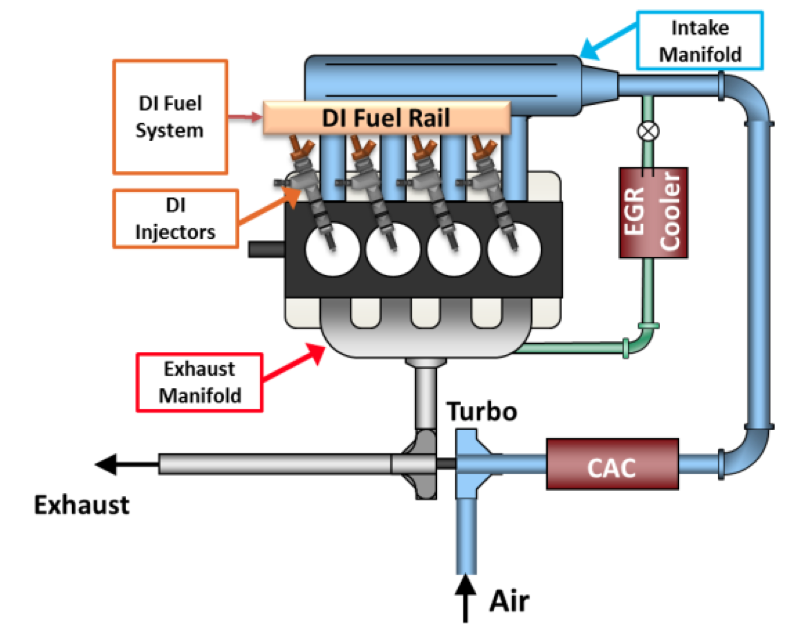 Intake
Manifold
DI Fuel
System
DI Fuel Rail
DI
Injectors
EGR
Cooler
Exhaust
Manifold
Turbo
CAC
Exhaust
Air